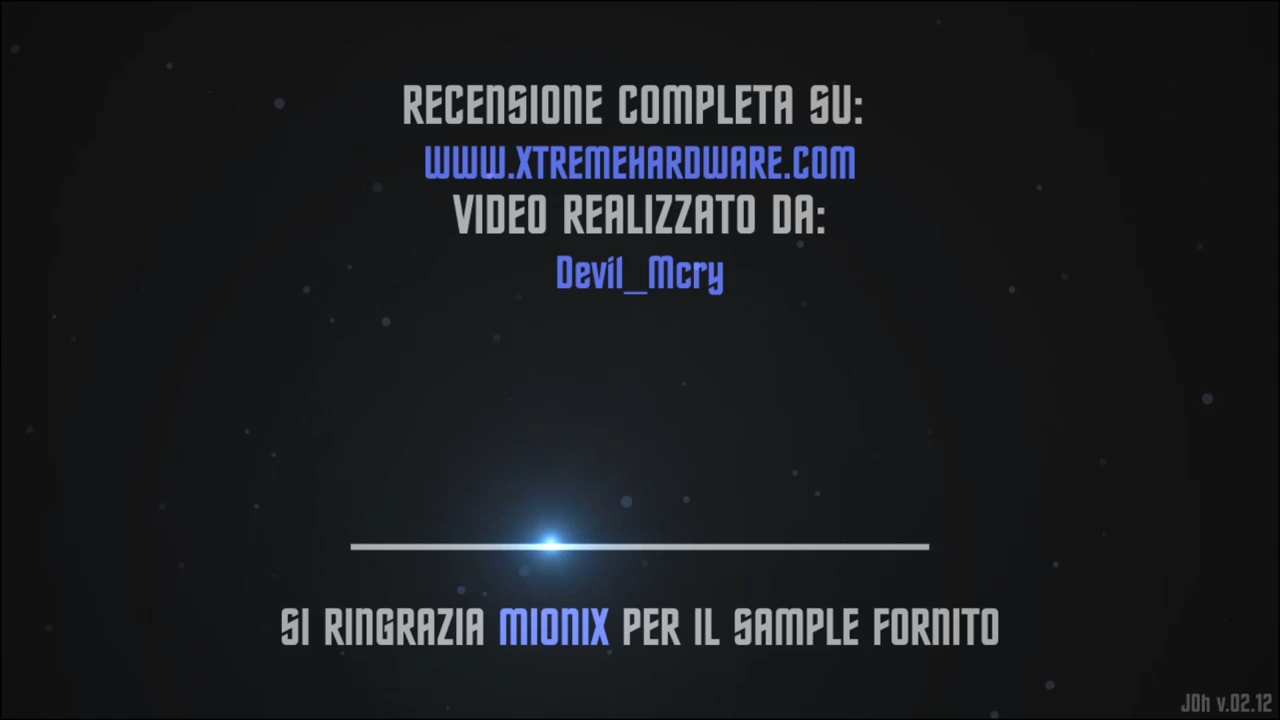 RECENSIONE COMPLETA SU:
WWW.XTREMEHARDWARE.COM
VIDEO REALIZZATO DA:
Devil_Mcry
SI RINGRAZIA MIONIX PER IL SAMPLE FORNITO
J0h v.02.12